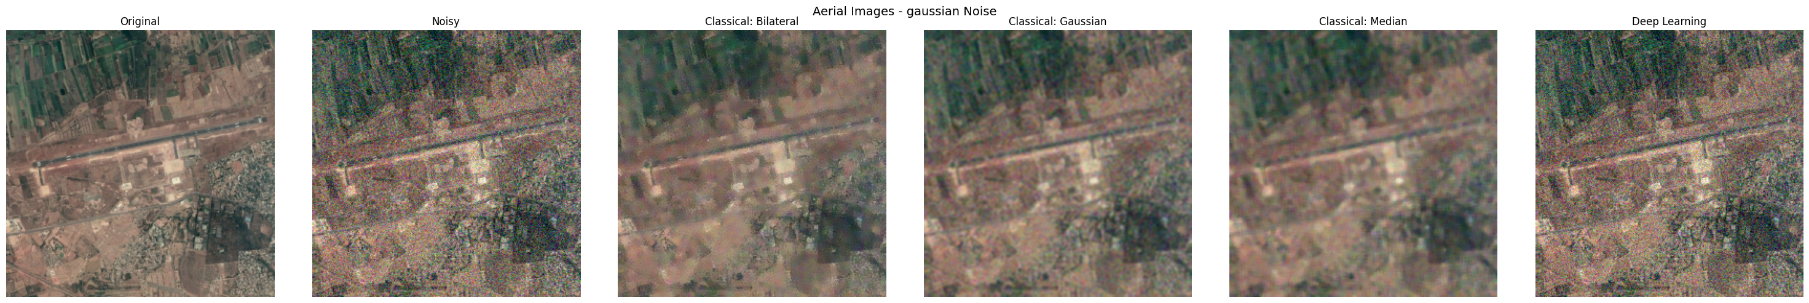 Aerial Images - gaussian Noise
Original
Noisy
Classical: Bilateral
Classical: Gaussian
Classical: Median
Deep Learning